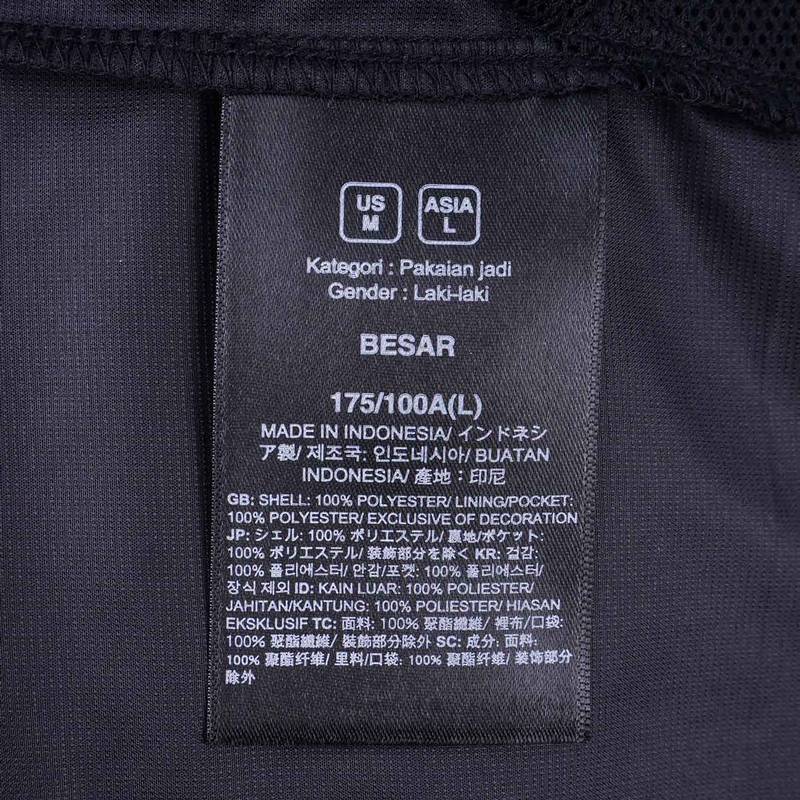 US ASIA
M L
Kategori : Pakaian jadi
Gender : Laki-laki
BESAR
175/100A(L)
MADE IN INDONESIA/ インドネシ
ア製/ 제조국: 인도네시아/ BUATAN
INDONESIA/ 產地：印尼
GB: SHELL: 100% POLYESTER/ LINING/POCKET:
100% POLYESTER/ EXCLUSIVE OF DECORATION
JP: シェル: 100% ポリエステル/ 裏地/ポケット:
100% ポリエステル/ 装飾部分を除く KR: 겉감:
100% 폴리에스터/ 안감/포켓: 100% 폴리에스터/
장식 제외 ID: KAIN LUAR: 100% POLIESTER/
JAHITAN/KANTUNG: 100% POLIESTER/ HIASAN
EKSKLUSIF TC: 面料: 100% 聚酯纖維/ 裡布/口袋:
100% 聚酯纖維/ 裝飾部分除外 SC: 成分: 面料:
100% 聚酯纤维/ 里料/口袋: 100% 聚酯纤维/ 装饰部分
除外